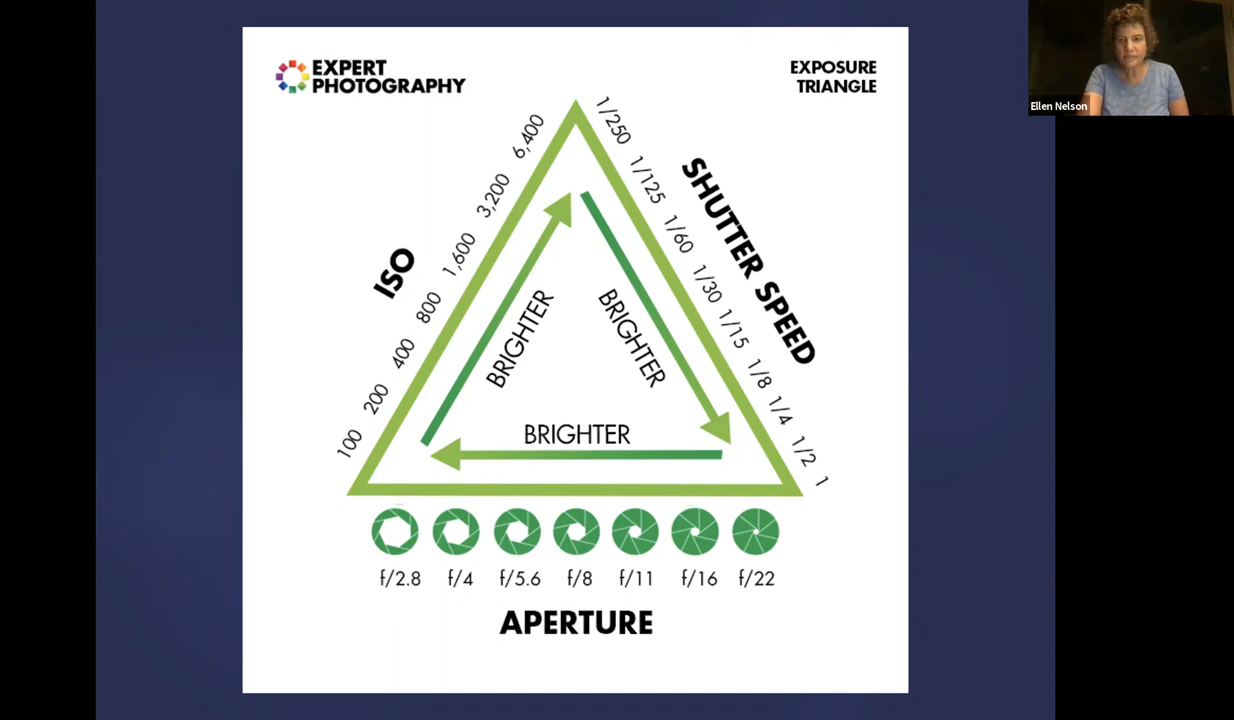 EXPERT
PHOTOGRAPHY
EXPOSURE
TRIANGLE
Ellen Nelson
ISO
100
200
400
800
1,600
3,200
6,400
SHUTTER SPEED
1/250
1/125
1/60
1/30
1/15
1/8
1/4
1/2
1
BRIGHTER
BRIGHTER
BRIGHTER
f/2.8 f/4 f/5.6 f/8 f/11 f/16 f/22
APERTURE